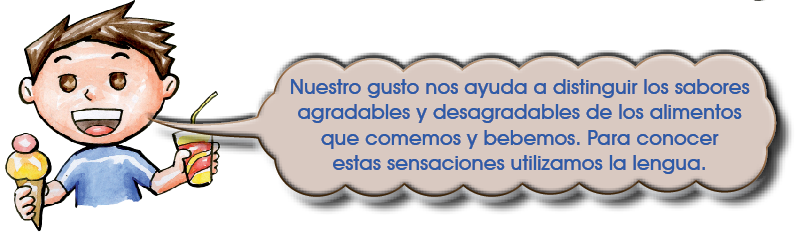 Nuestro gusto nos ayuda a distinguir los sabores
agradables y desagradables de los alimentos
que comemos y bebemos. Para conocer
estas sensaciones utilizamos la lengua.